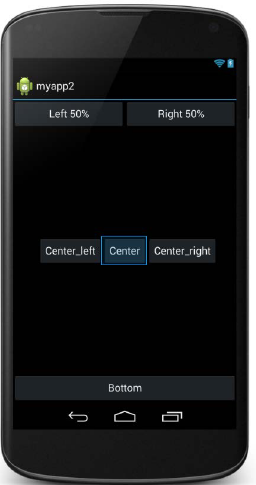 myapp2
Left 50% Right 50%
Center_left Center Center_right
Bottom